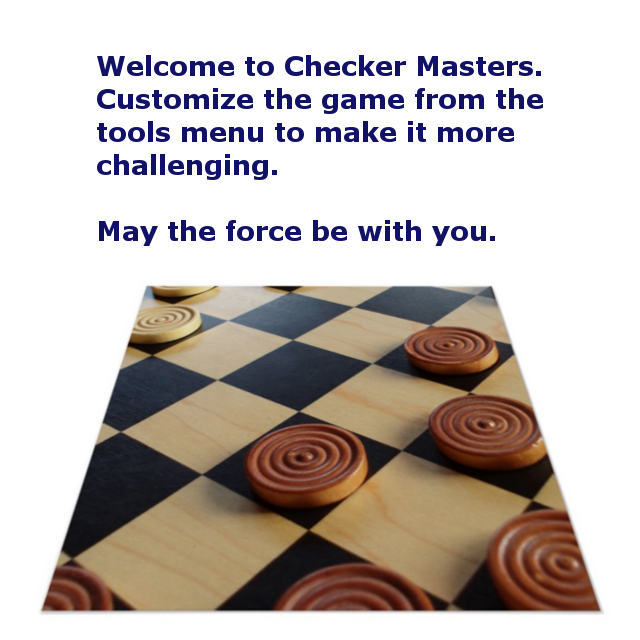 Welcome to Checker Masters.
Customize the game from the
tools menu to make it more
challenging.
May the force be with you.